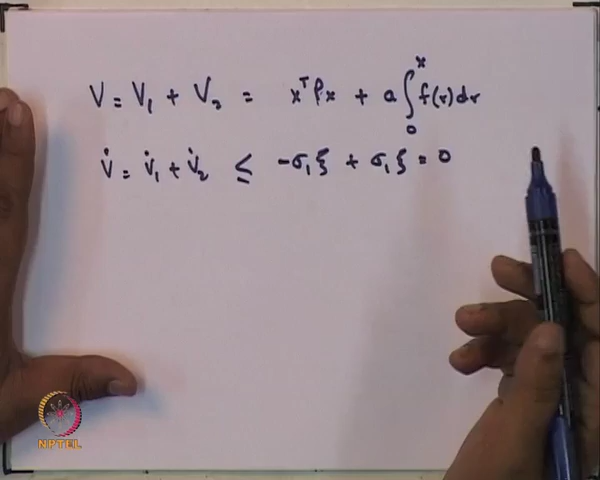 V = V₁ + V₂ = xᵀPx + a∫₀ˣ f(r)dr
V̇ = V̇₁ + V̇₂ ≤ -σ₁ξ + σ₁ξ = 0
NPTEL